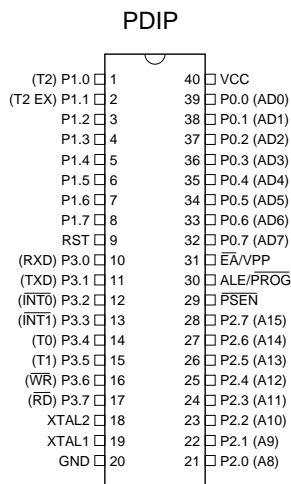 PDIP
(T2) P1.0 1 40 VCC
(T2 EX) P1.1 2 39 P0.0 (AD0)
P1.2 3 38 P0.1 (AD1)
P1.3 4 37 P0.2 (AD2)
P1.4 5 36 P0.3 (AD3)
P1.5 6 35 P0.4 (AD4)
P1.6 7 34 P0.5 (AD5)
P1.7 8 33 P0.6 (AD6)
RST 9 32 P0.7 (AD7)
(RXD) P3.0 10 31 E̅A̅/VPP
(TXD) P3.1 11 30 ALE/P̅R̅O̅G̅
(I̅N̅T̅0̅) P3.2 12 29 P̅S̅E̅N̅
(I̅N̅T̅1̅) P3.3 13 28 P2.7 (A15)
(T0) P3.4 14 27 P2.6 (A14)
(T1) P3.5 15 26 P2.5 (A13)
(W̅R̅) P3.6 16 25 P2.4 (A12)
(R̅D̅) P3.7 17 24 P2.3 (A11)
XTAL2 18 23 P2.2 (A10)
XTAL1 19 22 P2.1 (A9)
GND 20 21 P2.0 (A8)